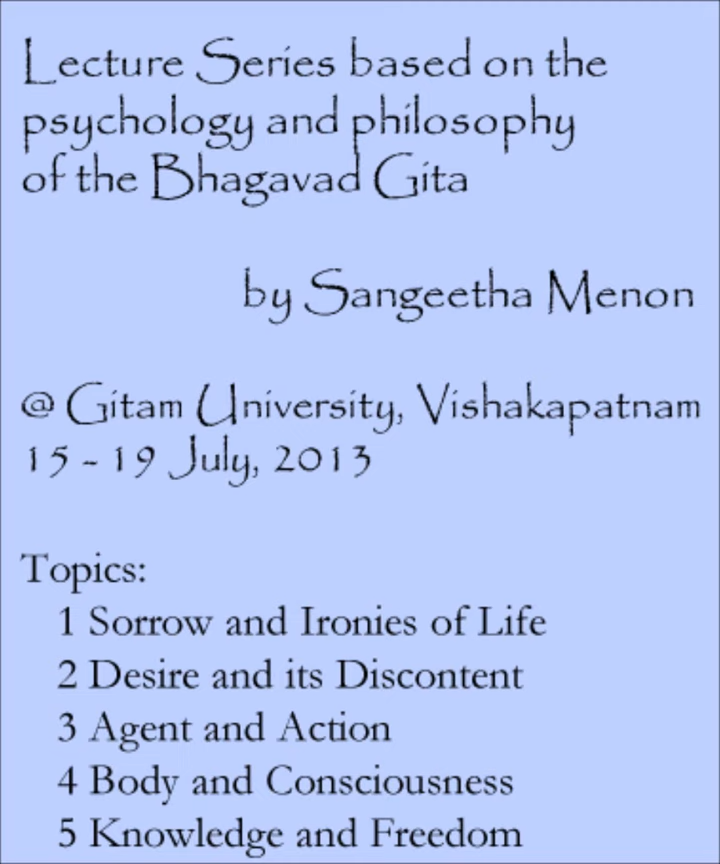 Lecture Series based on the
psychology and philosophy
of the Bhagavad Gita
by Sangeetha Menon
@ Gitam University, Vishakapatnam
15 - 19 July, 2013
Topics:
1 Sorrow and Ironies of Life
2 Desire and its Discontent
3 Agent and Action
4 Body and Consciousness
5 Knowledge and Freedom